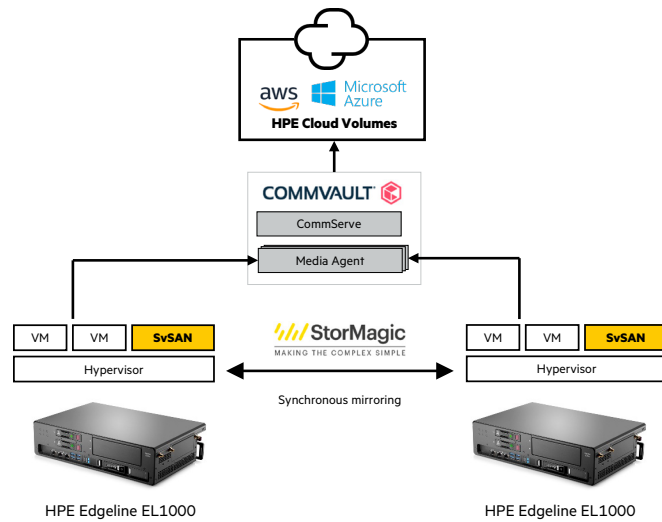 aws
Microsoft
Azure
HPE Cloud Volumes
COMMVAULT
CommServe
Media Agent
VM VM SvSAN
Hypervisor
StorMagic
MAKING THE COMPLEX SIMPLE
VM VM SvSAN
Hypervisor
Synchronous mirroring
HPE Edgeline EL1000
HPE Edgeline EL1000